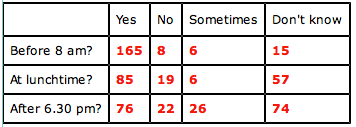 Yes No Sometimes Don't know
Before 8 am? 165 8 6 15
At lunchtime? 85 19 6 57
After 6.30 pm? 76 22 26 74